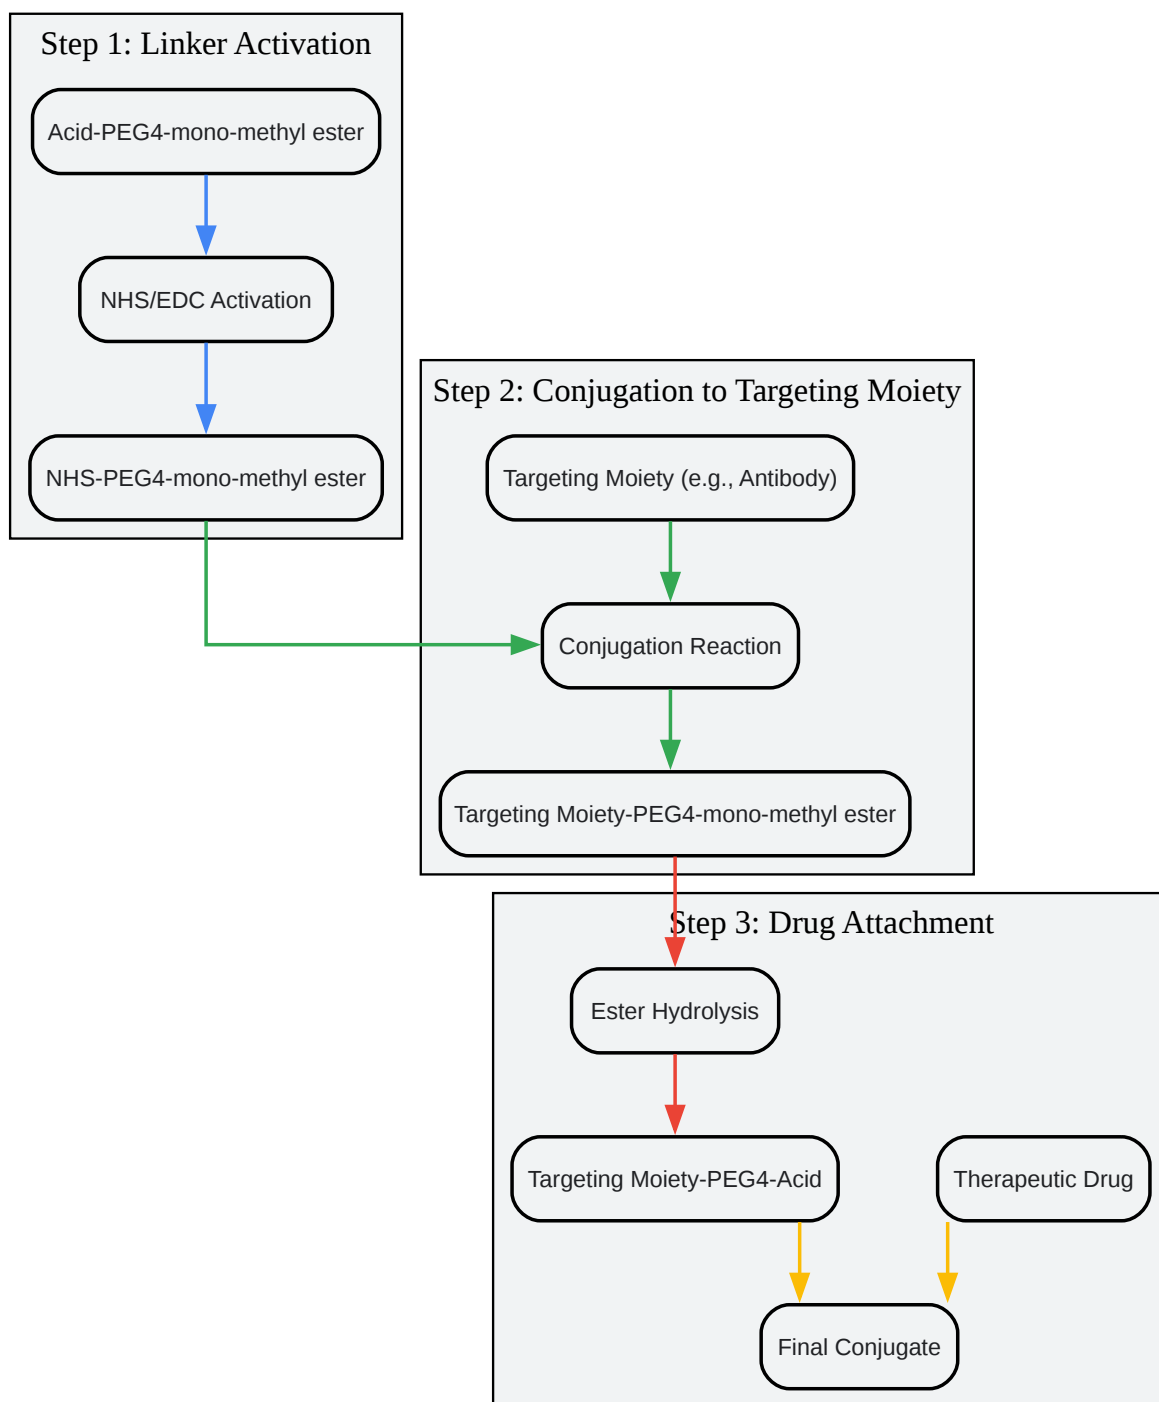 Step 1: Linker Activation
Acid-PEG4-mono-methyl ester
NHS/EDC Activation
NHS-PEG4-mono-methyl ester
Step 2: Conjugation to Targeting Moiety
Targeting Moiety (e.g., Antibody)
Conjugation Reaction
Targeting Moiety-PEG4-mono-methyl ester
Step 3: Drug Attachment
Ester Hydrolysis
Targeting Moiety-PEG4-Acid
Therapeutic Drug
Final Conjugate